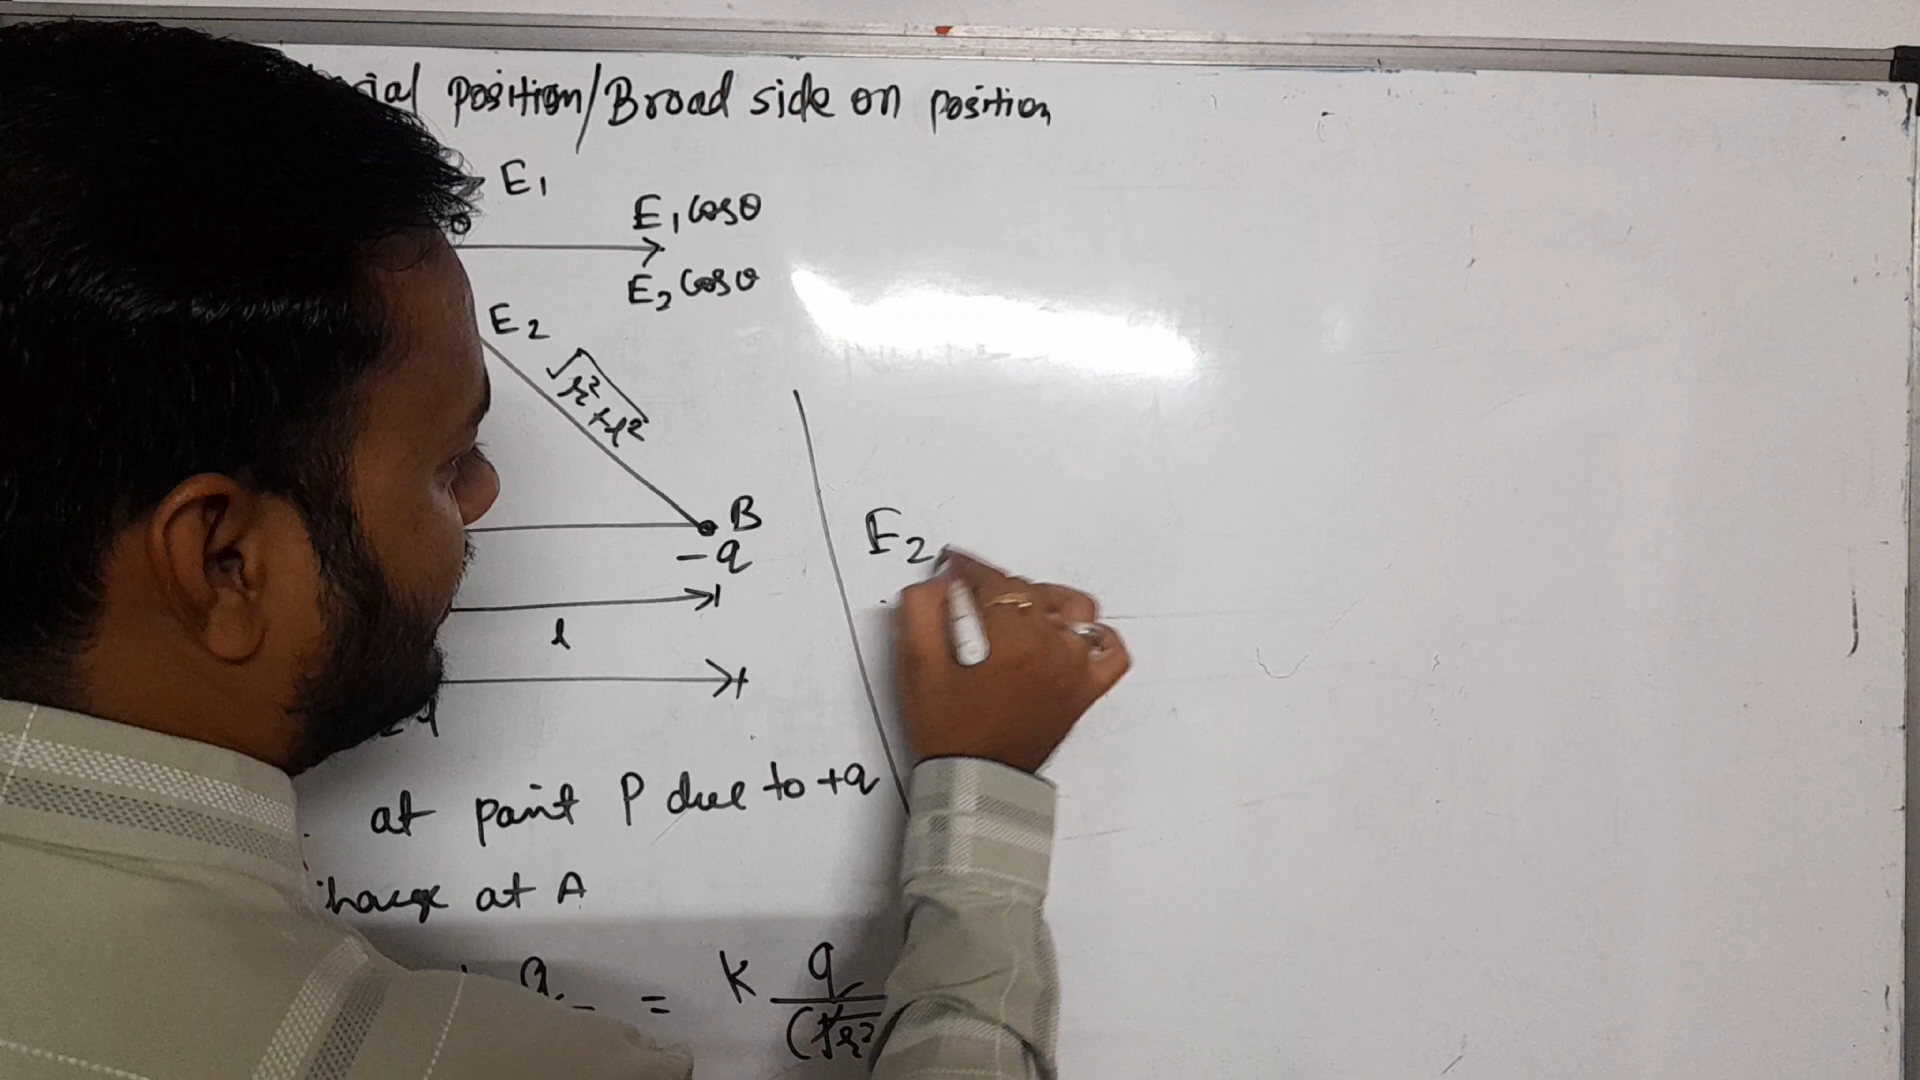 ial position/Broad side on position
E1
E1 cosθ
θ
E2 cosθ
E2
√r²+l²
B
E2
-q
l
2l
at point P due to +q
charge at A
q = K q
(√r²